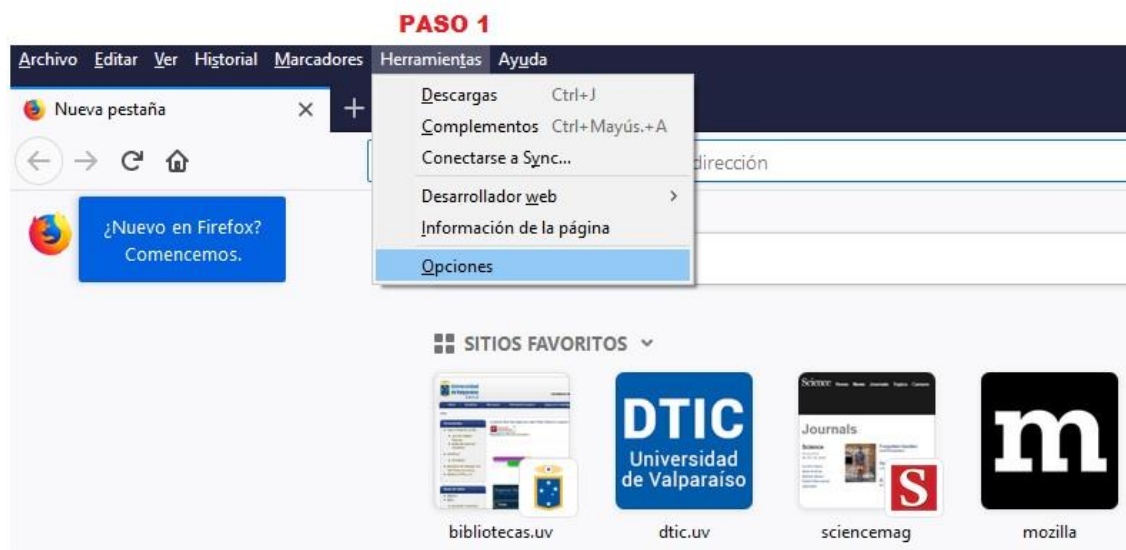 PASO 1
Archivo Editar Ver Historial Marcadores Herramientas Ayuda
Nueva pestaña
Descargas Ctrl+J
Complementos Ctrl+Mayús.+A
Conectarse a Sync...
dirección
Desarrollador web
Información de la página
Opciones
¿Nuevo en Firefox?
Comencemos.
SITIOS FAVORITOS
DTIC
Universidad
de Valparaíso
Science
Journals
S
m
bibliotecas.uv dtic.uv sciencemag mozilla